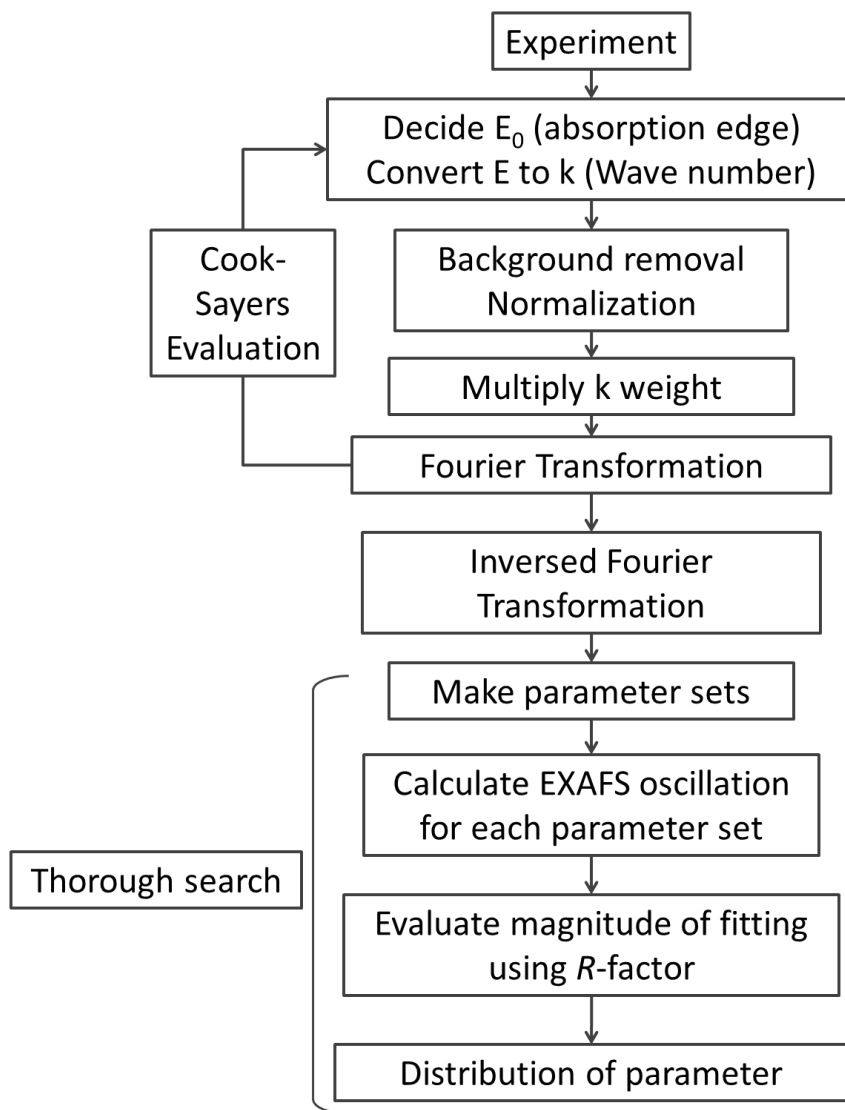 Experiment
Decide E₀ (absorption edge)
Convert E to k (Wave number)
Cook-
Sayers
Evaluation
Background removal
Normalization
Multiply k weight
Fourier Transformation
Inversed Fourier
Transformation
Make parameter sets
Calculate EXAFS oscillation
for each parameter set
Thorough search
Evaluate magnitude of fitting
using R-factor
Distribution of parameter